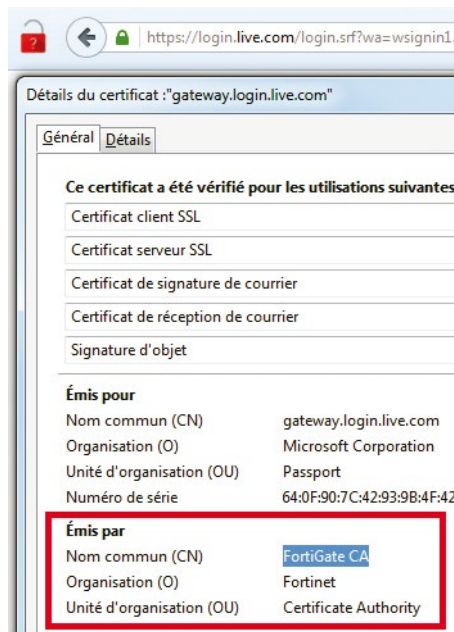 ?
https://login.live.com/login.srf?wa=wsignin1.
Détails du certificat :"gateway.login.live.com"
Général Détails
Ce certificat a été vérifié pour les utilisations suivantes
Certificat client SSL
Certificat serveur SSL
Certificat de signature de courrier
Certificat de réception de courrier
Signature d'objet
Émis pour
Nom commun (CN) gateway.login.live.com
Organisation (O) Microsoft Corporation
Unité d'organisation (OU) Passport
Numéro de série 64:0F:90:7C:42:93:9B:4F:42
Émis par
Nom commun (CN) FortiGate CA
Organisation (O) Fortinet
Unité d'organisation (OU) Certificate Authority